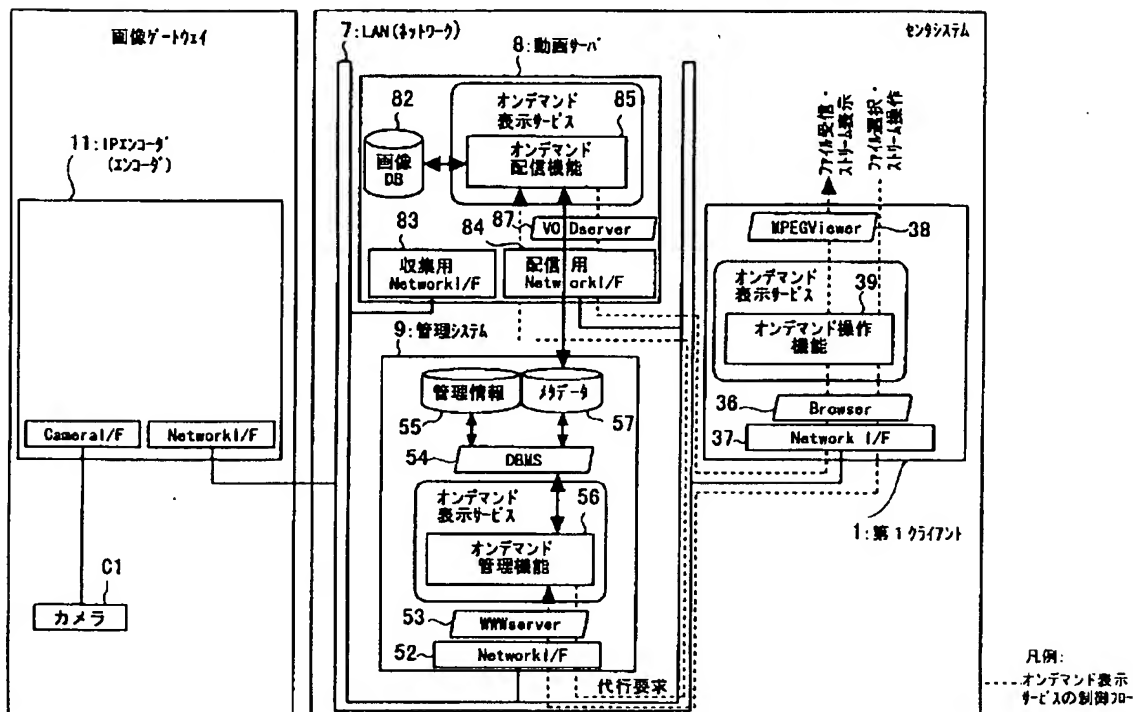 画像ゲートウェイ
11:IPエンコーダ
(エンコーダ)
CameraI/F
NetworkI/F
C1
カメラ
センタシステム
7:LAN(ネットワーク)
8:動画サーバ
82
画像
DB
オンデマンド
表示サービス
85
オンデマンド
配信機能
87
VODserver
83
収集用
NetworkI/F
84
配信用
NetworkI/F
9:管理システム
管理情報
55
メタデータ
57
54
DBMS
オンデマンド
表示サービス
56
オンデマンド
管理機能
53
WWWserver
52
NetworkI/F
代行要求
ファイル受信・
ストリーム表示
ファイル選択・
ストリーム操作
MPEGViewer
38
オンデマンド
表示サービス
39
オンデマンド操作
機能
36
Browser
37
Network I/F
1:第1クライアント
凡例:
オンデマンド表示
サービスの制御フロー